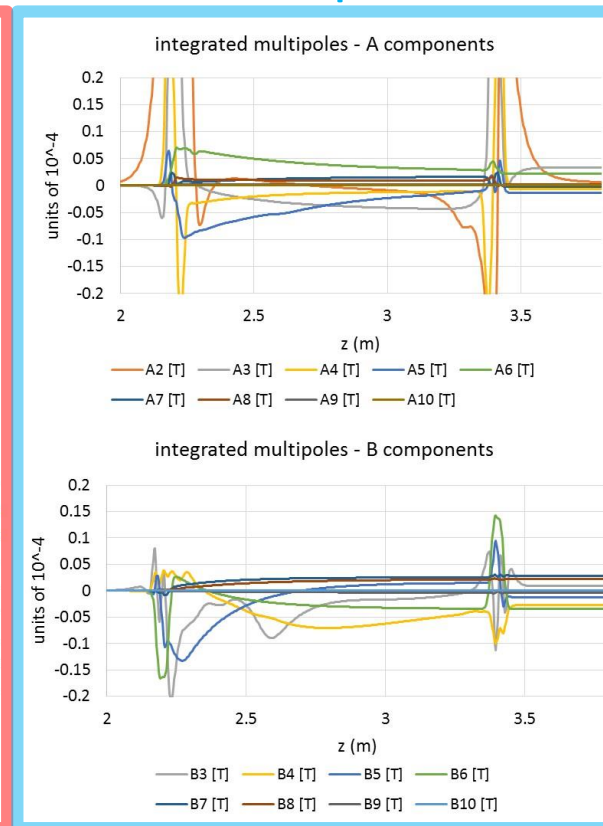 integrated multipoles - A components
0.2
0.15
0.1
0.05
0
-0.05
-0.1
-0.15
-0.2
units of 10^-4
2 2.5 3 3.5
z (m)
A2 [T] A3 [T] A4 [T] A5 [T] A6 [T]
A7 [T] A8 [T] A9 [T] A10 [T]
integrated multipoles - B components
0.2
0.15
0.1
0.05
0
-0.05
-0.1
-0.15
-0.2
units of 10^-4
2 2.5 3 3.5
z (m)
B3 [T] B4 [T] B5 [T] B6 [T]
B7 [T] B8 [T] B9 [T] B10 [T]